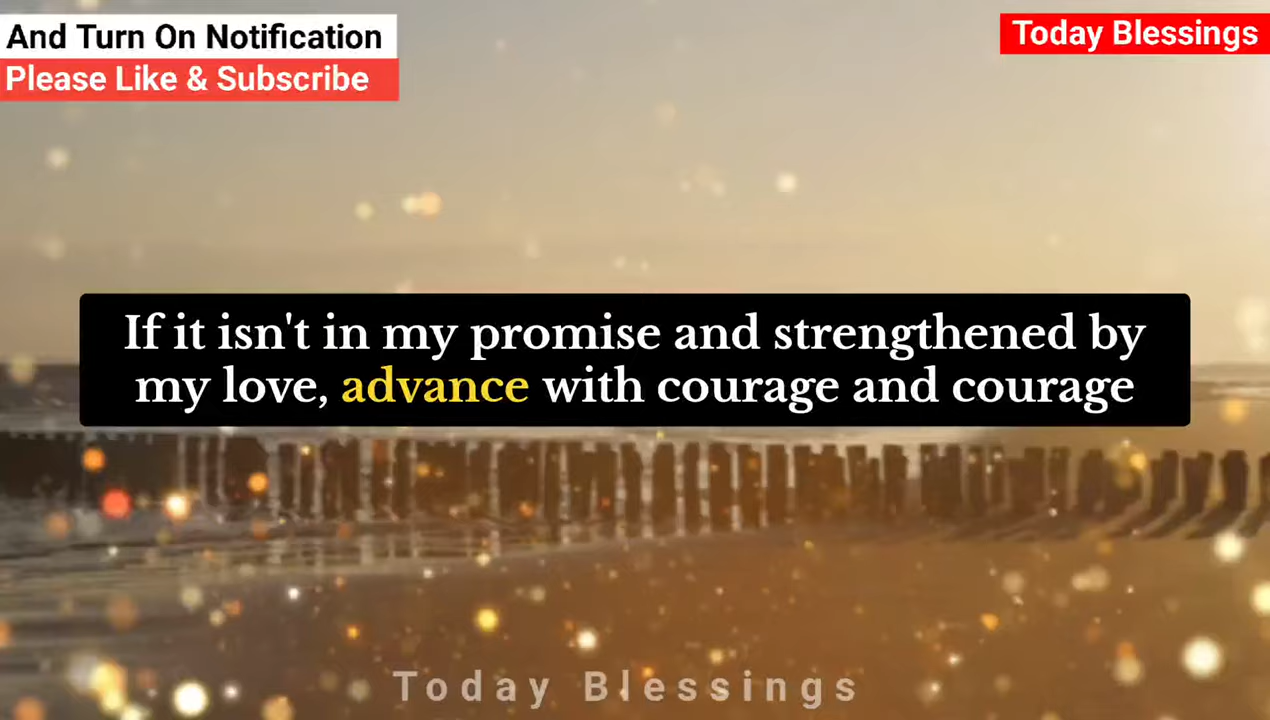 And Turn On Notification
Please Like & Subscribe
Today Blessings
If it isn't in my promise and strengthened by
my love, advance with courage and courage
Today Blessings